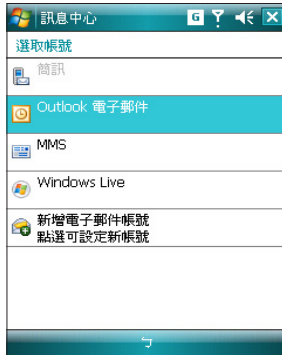 訊息中心
G
選取帳號
簡訊
Outlook 電子郵件
MMS
Windows Live
新增電子郵件帳號
點選可設定新帳號